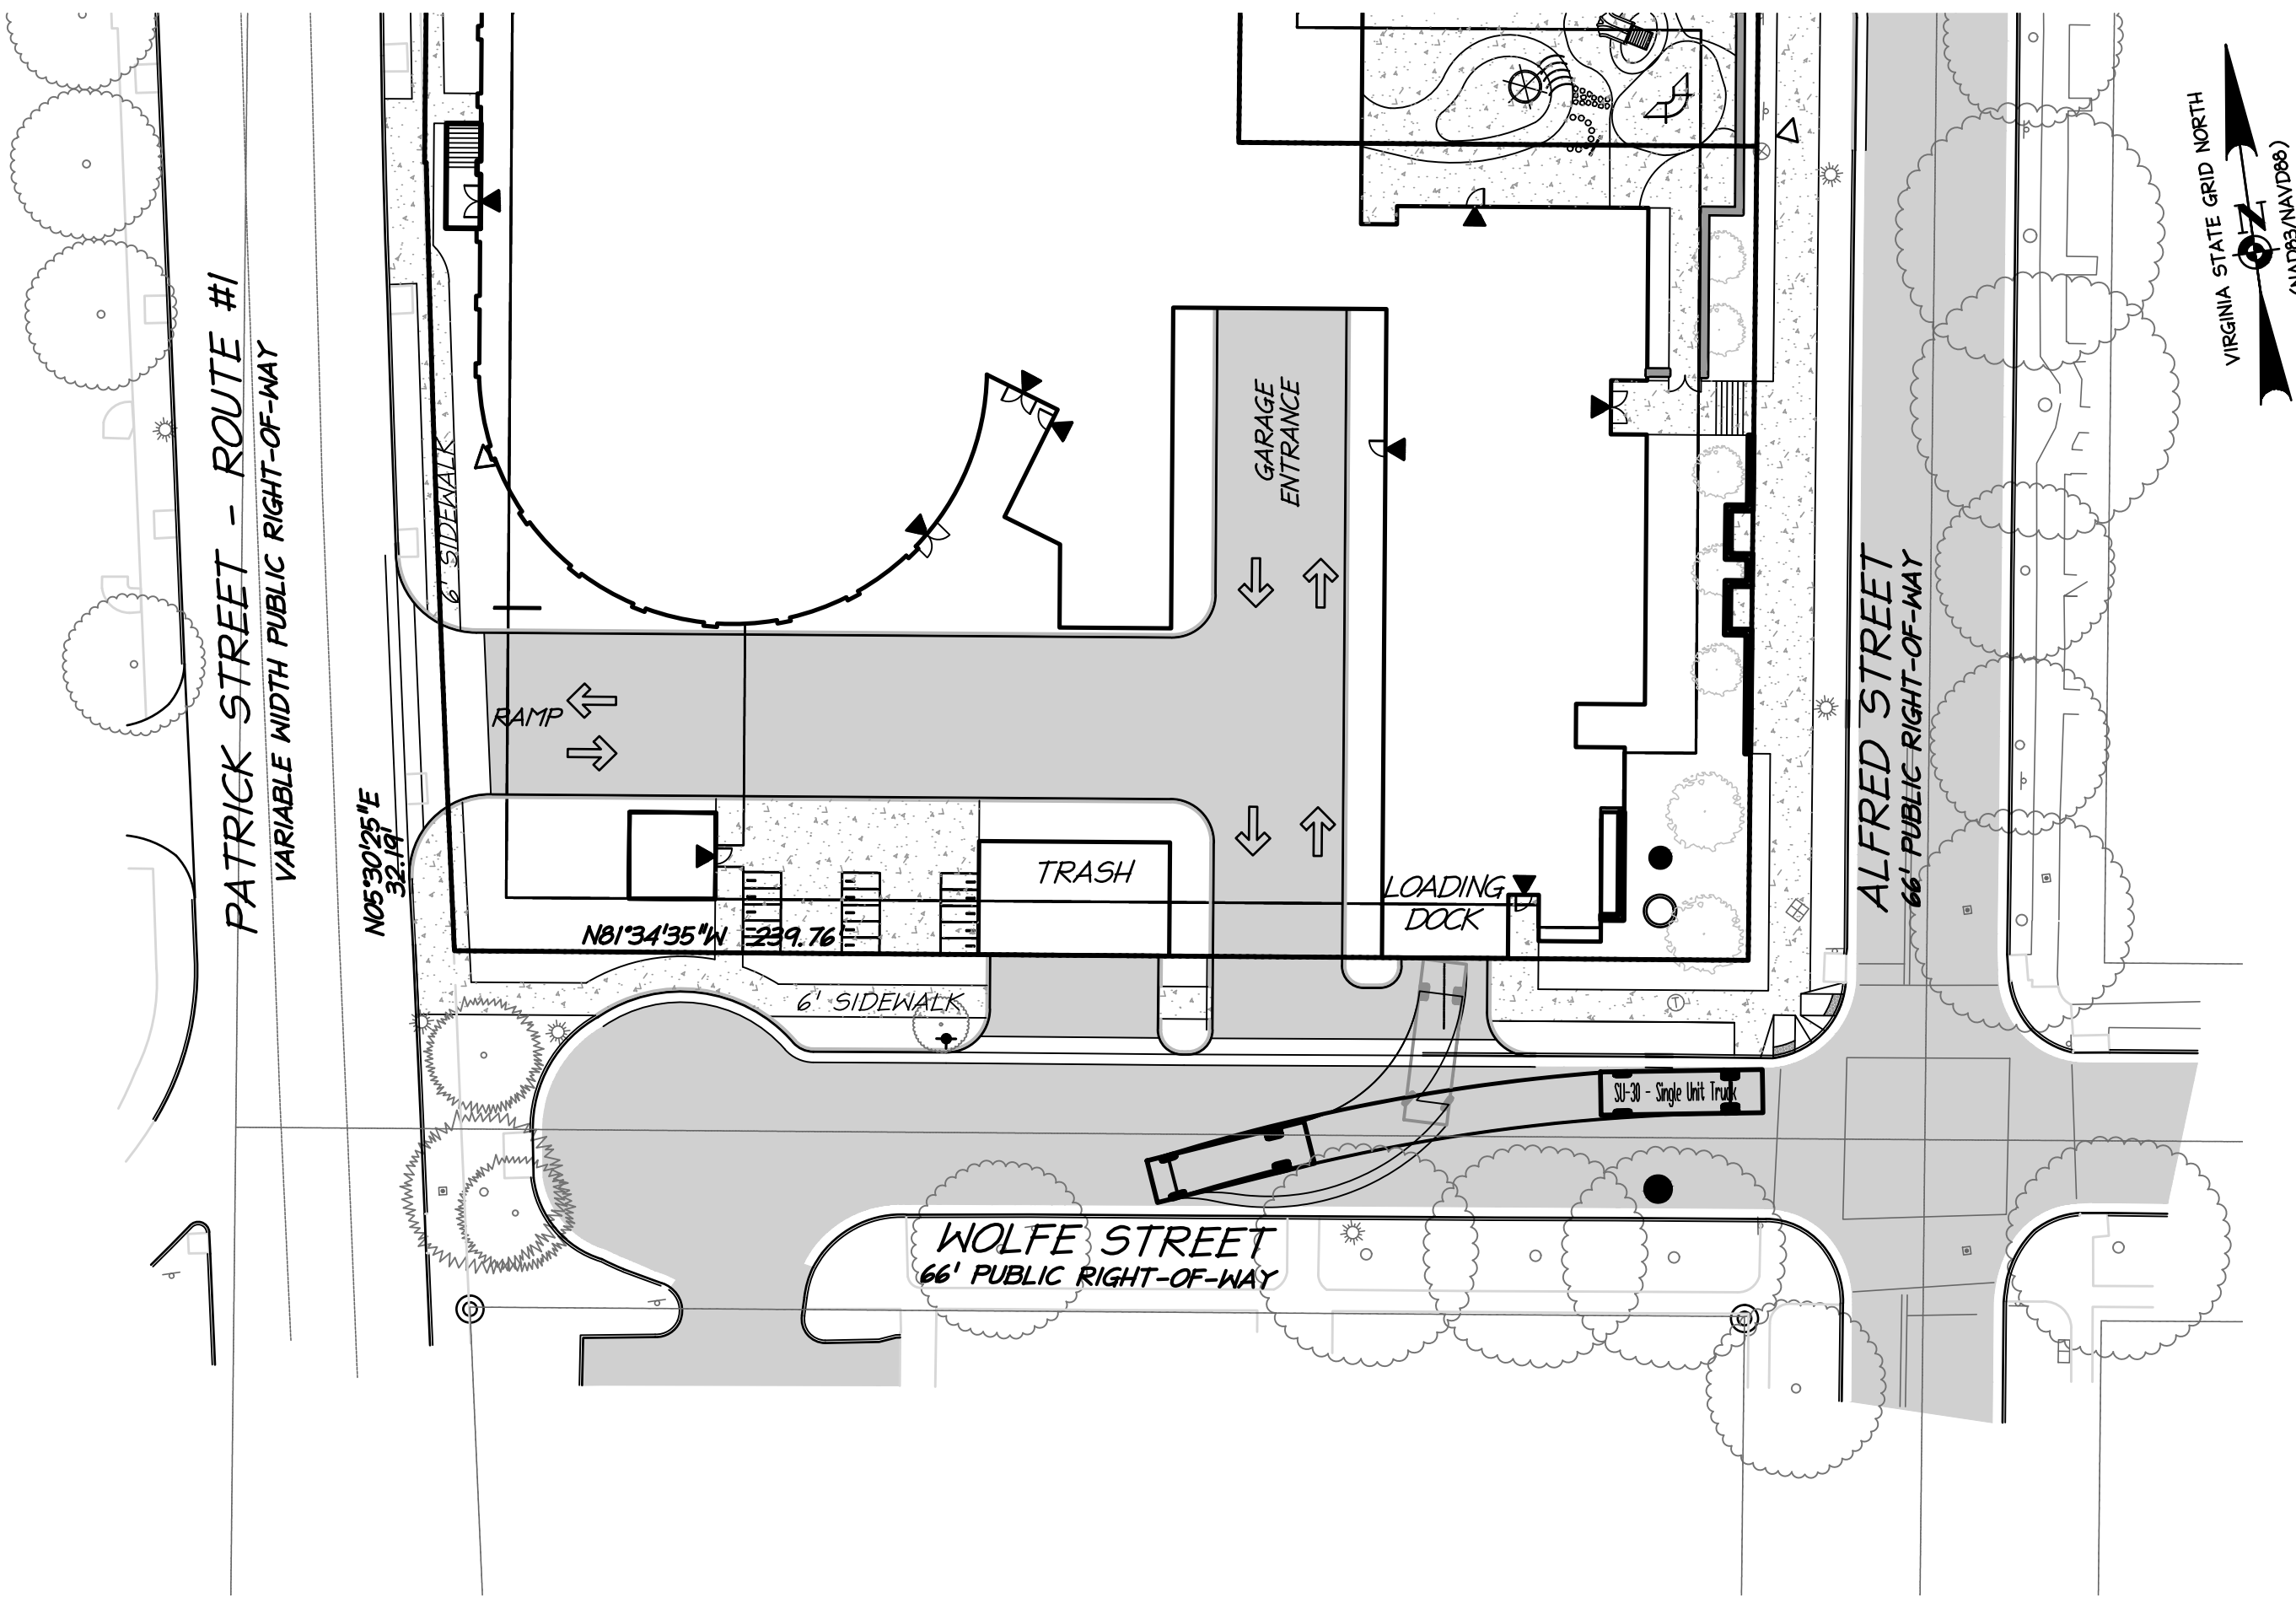 PATRICK STREET - ROUTE #1
VARIABLE WIDTH PUBLIC RIGHT-OF-WAY
6' SIDEWALK
GARAGE
ENTRANCE
VIRGINIA STATE GRID NORTH
(NAD83/NAVD88)
N
RAMP
N05°30'25"E
32.19'
TRASH
LOADING
DOCK
N81°34'35"W 239.76'
6' SIDEWALK
ALFRED STREET
66' PUBLIC RIGHT-OF-WAY
T
SU-30 - Single Unit Truck
WOLFE STREET
66' PUBLIC RIGHT-OF-WAY